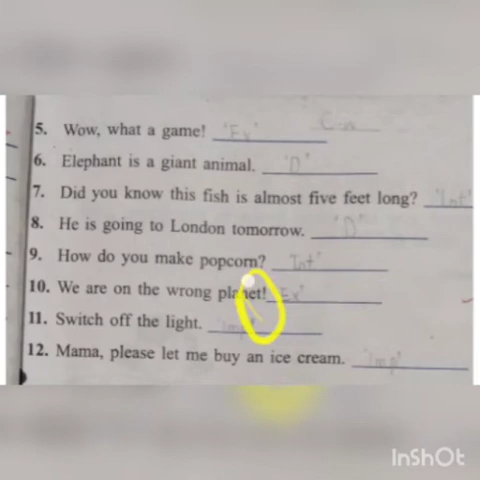 5. Wow, what a game! 'Ex'
6. Elephant is a giant animal. 'D'
7. Did you know this fish is almost five feet long? 'Int'
8. He is going to London tomorrow. 'D'
9. How do you make popcorn? 'Int'
10. We are on the wrong planet! 'Ex'
11. Switch off the light. 'Imp'
12. Mama, please let me buy an ice cream. 'Imp'
InShOt